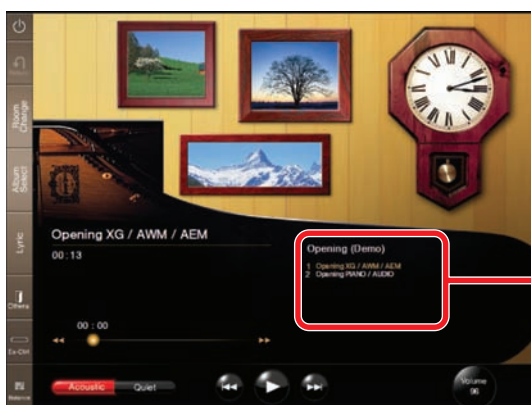 Return
Room Change
Album Select
Lyric
Others
Ex-Ctrl
Balance
Opening XG / AWM / AEM
00:13
Opening (Demo)
1 Opening XG / AWM / AEM
2 Opening PIANO / AUDIO
00 : 00
Acoustic
Quiet
Volume
96